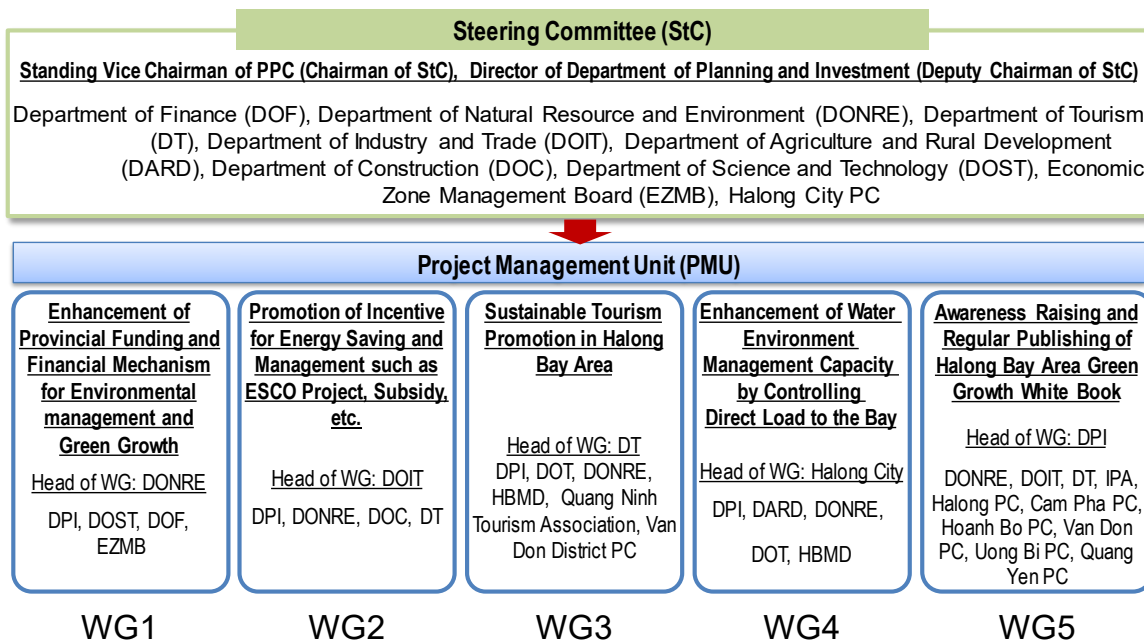 Steering Committee (StC)
Standing Vice Chairman of PPC (Chairman of StC), Director of Department of Planning and Investment (Deputy Chairman of StC)
Department of Finance (DOF), Department of Natural Resource and Environment (DONRE), Department of Tourism
(DT), Department of Industry and Trade (DOIT), Department of Agriculture and Rural Development
(DARD), Department of Construction (DOC), Department of Science and Technology (DOST), Economic
Zone Management Board (EZMB), Halong City PC
Project Management Unit (PMU)
Enhancement of
Provincial Funding and
Financial Mechanism
for Environmental
management and
Green Growth
Head of WG: DONRE
DPI, DOST, DOF,
EZMB
Promotion of Incentive
for Energy Saving and
Management such as
ESCO Project, Subsidy,
etc.
Head of WG: DOIT
DPI, DONRE, DOC, DT
Sustainable Tourism
Promotion in Halong
Bay Area
Head of WG: DT
DPI, DOT, DONRE,
HBMD, Quang Ninh
Tourism Association, Van
Don District PC
Enhancement of Water
Environment
Management Capacity
by Controlling
Direct Load to the Bay
Head of WG: Halong City
DPI, DARD, DONRE,
DOT, HBMD
Awareness Raising and
Regular Publishing of
Halong Bay Area Green
Growth White Book
Head of WG: DPI
DONRE, DOIT, DT, IPA,
Halong PC, Cam Pha PC,
Hoanh Bo PC, Van Don
PC, Uong Bi PC, Quang
Yen PC
WG1
WG2
WG3
WG4
WG5